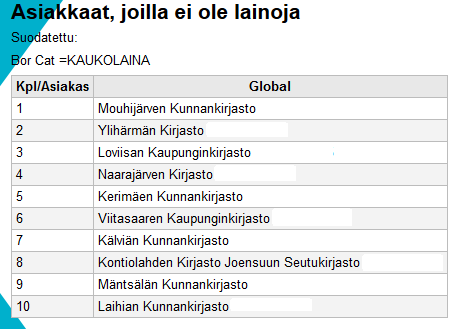 Asiakkaat, joilla ei ole lainoja
Suodatettu:
Bor Cat =KAUKOLAINA
Kpl/Asiakas Global
1 Mouhijärven Kunnankirjasto
2 Ylihärmän Kirjasto
3 Loviisan Kaupunginkirjasto
4 Naarajärven Kirjasto
5 Kerimäen Kunnankirjasto
6 Viitasaaren Kaupunginkirjasto
7 Kälviän Kunnankirjasto
8 Kontiolahden Kirjasto Joensuun Seutukirjasto
9 Mäntsälän Kunnankirjasto
10 Laihian Kunnankirjasto